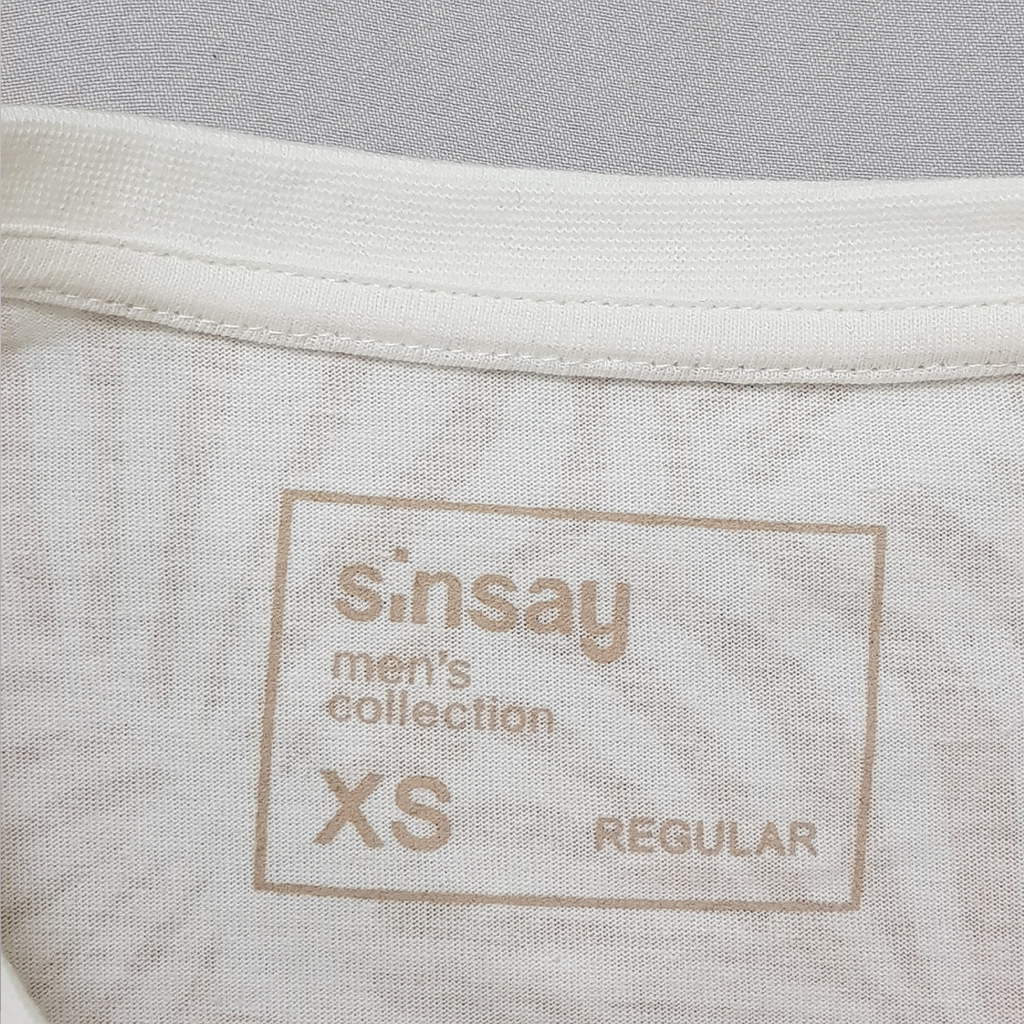 sinsay
men's
collection
XS
REGULAR